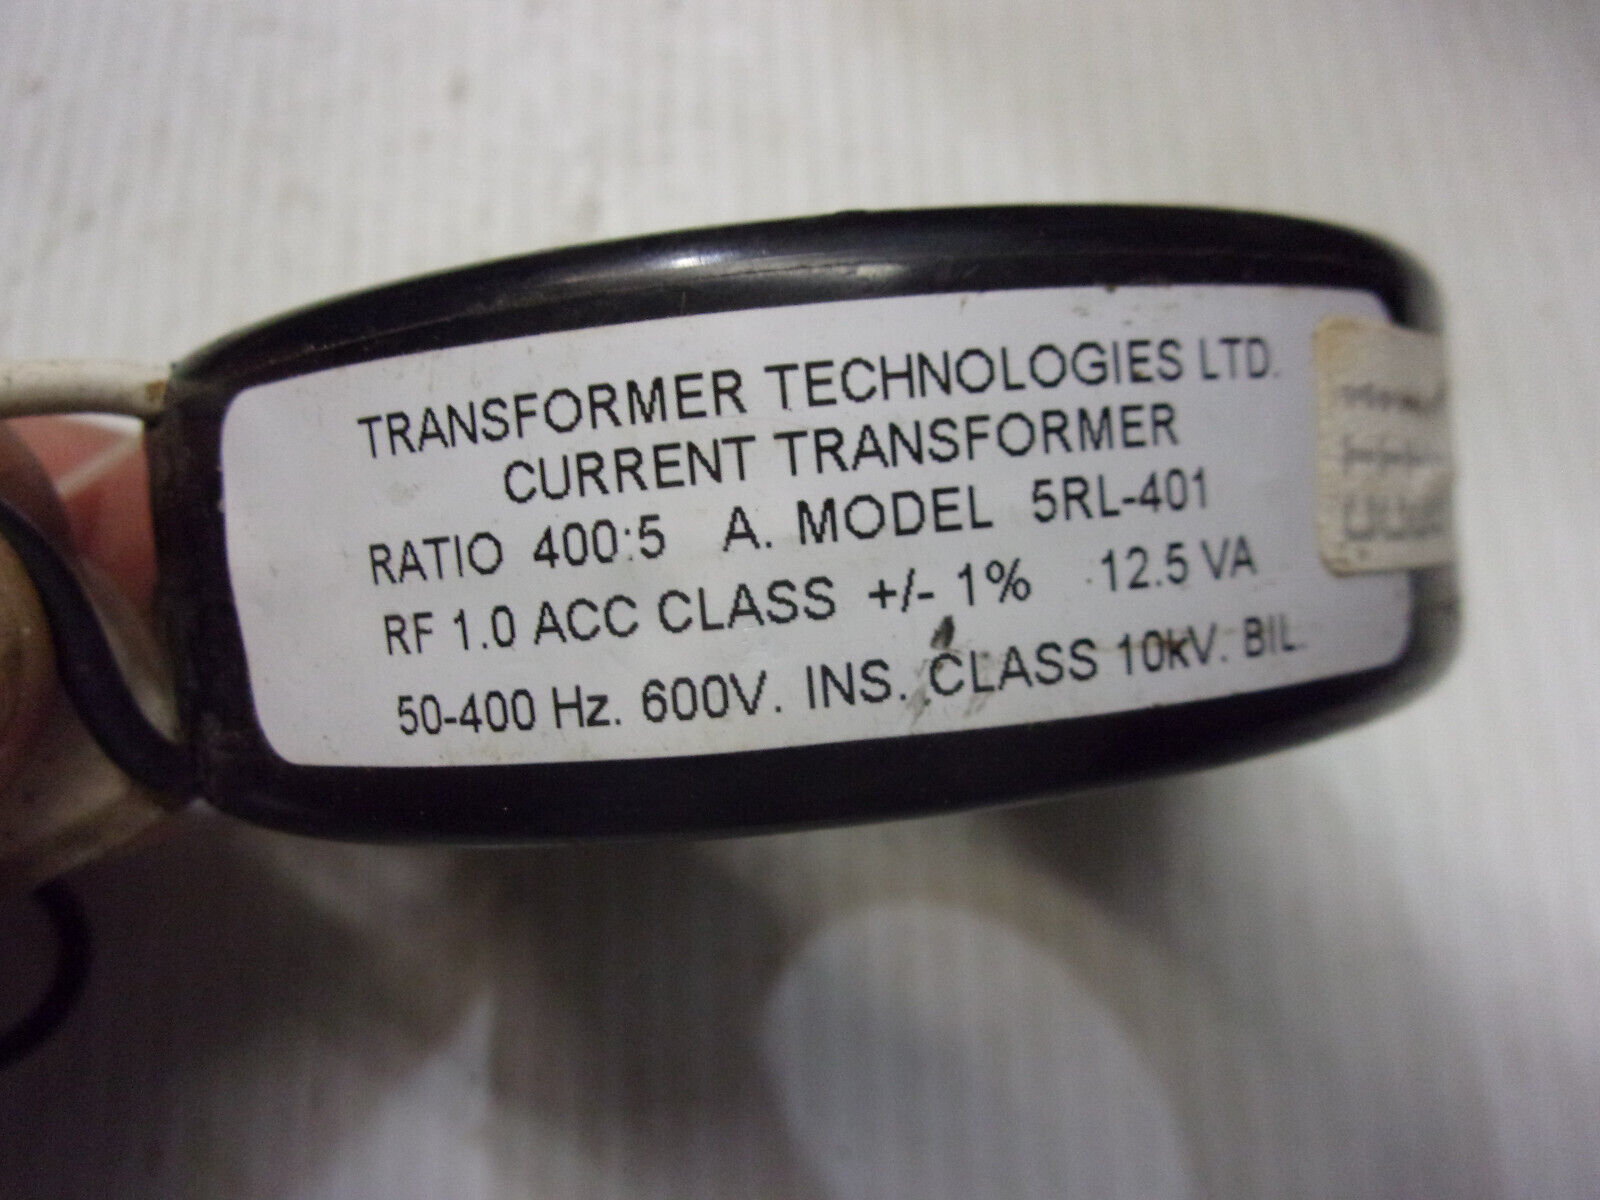 TRANSFORMER TECHNOLOGIES LTD.
CURRENT TRANSFORMER
RATIO 400:5 A. MODEL 5RL-401
RF 1.0 ACC CLASS +/- 1% 12.5 VA
50-400 Hz. 600V. INS. CLASS 10kV. BIL.